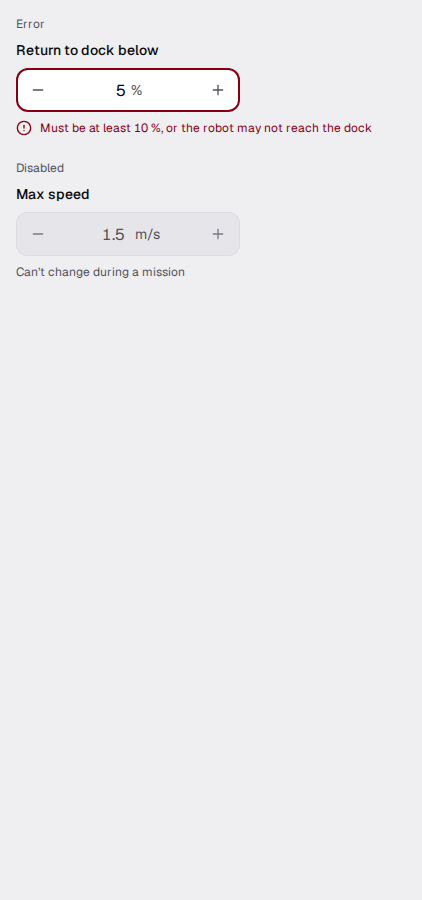 Error
Return to dock below
− 5 % +
Must be at least 10 %, or the robot may not reach the dock
Disabled
Max speed
− 1.5 m/s +
Can't change during a mission